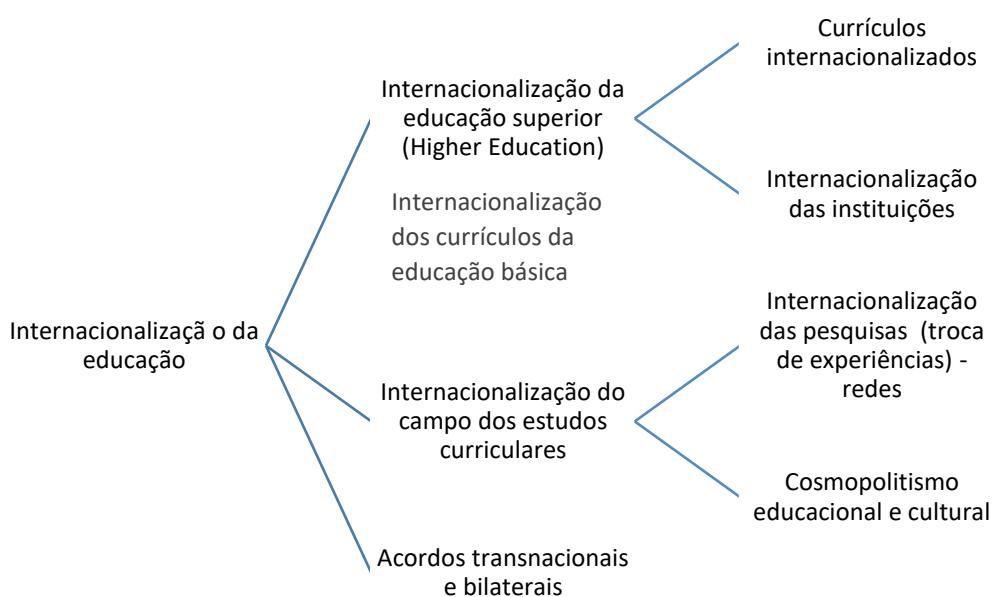 Currículos
internacionalizados
Internacionalização da
educação superior
(Higher Education)
Internacionalização
das instituições
Internacionalização
dos currículos da
educação básica
Internacionalizaçã o da
educação
Internacionalização
das pesquisas  (troca
de experiências) -
redes
Internacionalização do
campo dos estudos
curriculares
Cosmopolitismo
educacional e cultural
Acordos transnacionais
e bilaterais